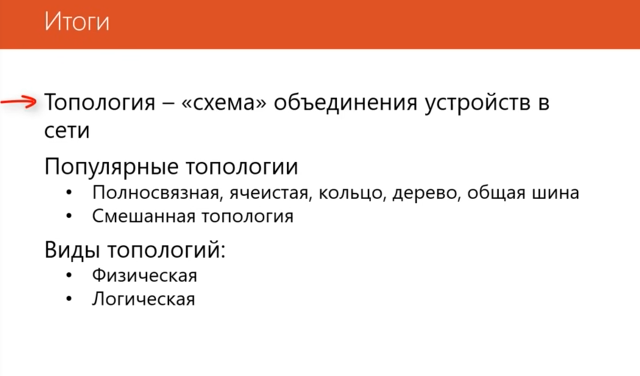 Итоги
Топология – «схема» объединения устройств в
сети
Популярные топологии
• Полносвязная, ячеистая, кольцо, дерево, общая шина
• Смешанная топология
Виды топологий:
• Физическая
• Логическая